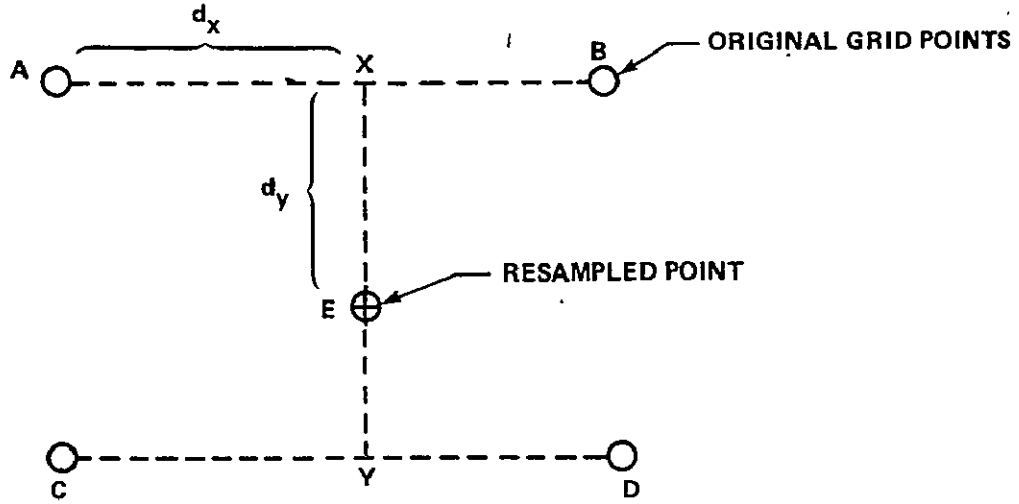 dx
A
X
B
ORIGINAL GRID POINTS
dy
E
RESAMPLED POINT
C
Y
D